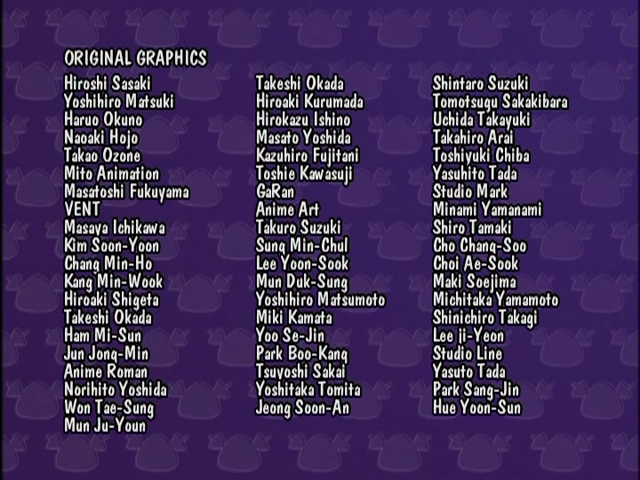 ORIGINAL GRAPHICS
Hiroshi Sasaki
Yoshihiro Matsuki
Haruo Okuno
Naoaki Hojo
Takao Ozone
Mito Animation
Masatoshi Fukuyama
VENT
Masaya Ichikawa
Kim Soon-Yoon
Chang Min-Ho
Kang Min-Wook
Hiroaki Shigeta
Takeshi Okada
Ham Mi-Sun
Jun Jong-Min
Anime Roman
Norihito Yoshida
Won Tae-Sung
Mun Ju-Youn
Takeshi Okada
Hiroaki Kurumada
Hirokazu Ishino
Masato Yoshida
Kazuhiro Fujitani
Toshie Kawasuji
GaRan
Anime Art
Takuro Suzuki
Sung Min-Chul
Lee Yoon-Sook
Mun Duk-Sung
Yoshihiro Matsumoto
Miki Kamata
Yoo Se-Jin
Park Boo-Kang
Tsuyoshi Sakai
Yoshitaka Tomita
Jeong Soon-An
Shintaro Suzuki
Tomotsugu Sakakibara
Uchida Takayuki
Takahiro Arai
Toshiyuki Chiba
Yasuhito Tada
Studio Mark
Minami Yamanami
Shiro Tamaki
Cho Chang-Soo
Choi Ae-Sook
Maki Soejima
Michitaka Yamamoto
Shinichiro Takagi
Lee ji-Yeon
Studio Line
Yasuto Tada
Park Sang-Jin
Hue Yoon-Sun